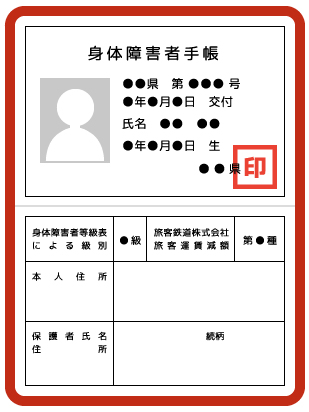 身体障害者手帳
●●県 第 ●●● 号
●年●月●日 交付
氏名 ●● ●●
●年●月●日 生
●●県 印
身体障害者等級表
による級別
●級
旅客鉄道株式会社
旅客運賃減額
第●種
本人住所
保護者氏名
住所
続柄